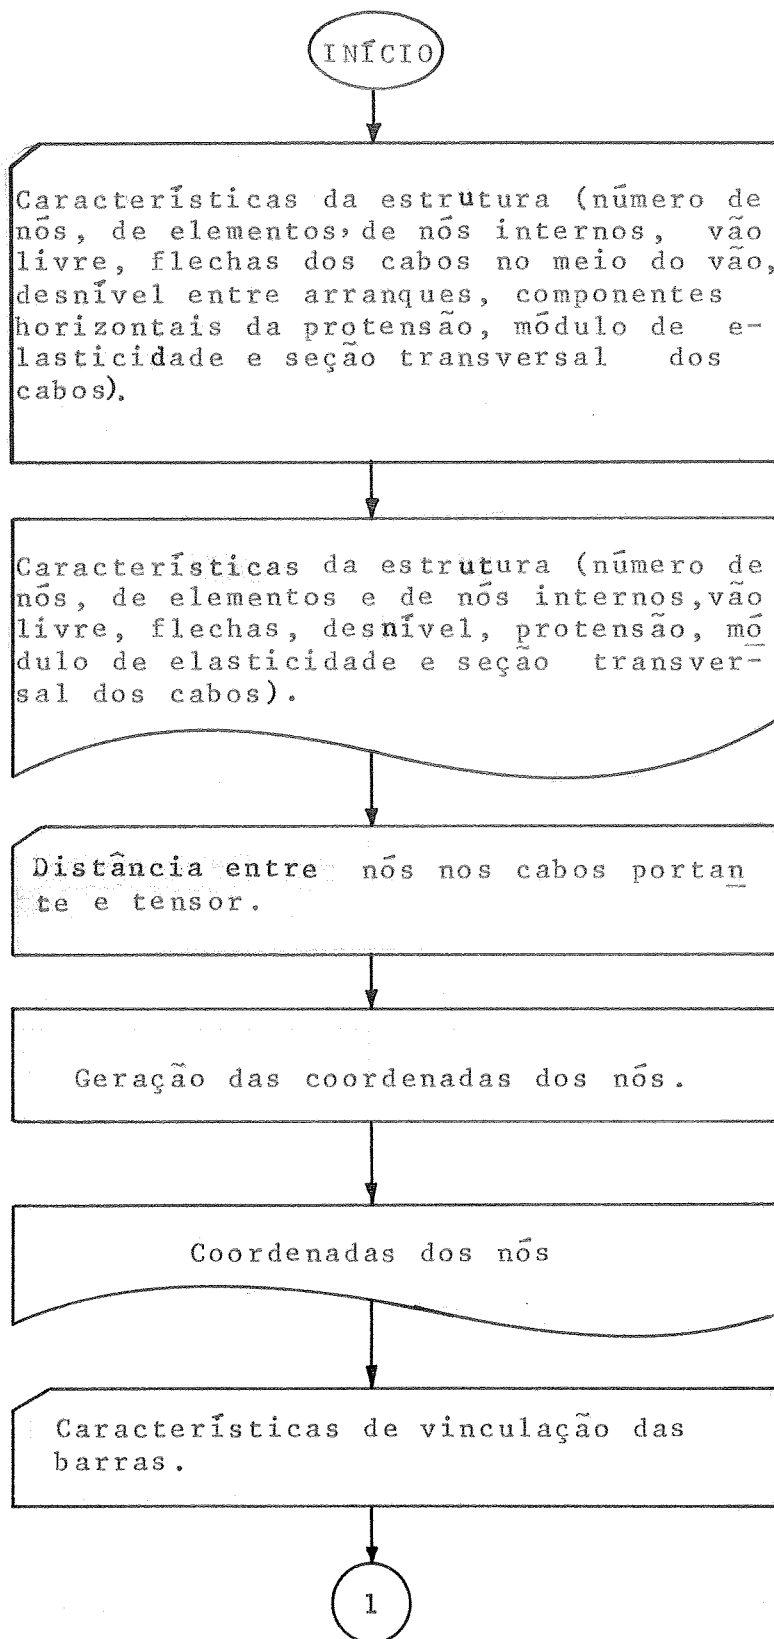 INÍCIO
Características da estrutura (número de
nós, de elementos, de nós internos, vão
livre, flechas dos cabos no meio do vão,
desnível entre arranques, componentes
horizontais da protensão, módulo de e-
lasticidade e seção transversal dos
cabos).
Características da estrutura (número de
nós, de elementos e de nós internos,vão
livre, flechas, desnível, protensão, mó
dulo de elasticidade e seção transver-
sal dos cabos).
Distância entre nós nos cabos portan
te e tensor.
Geração das coordenadas dos nós.
Coordenadas dos nós
Características de vinculação das
barras.
1